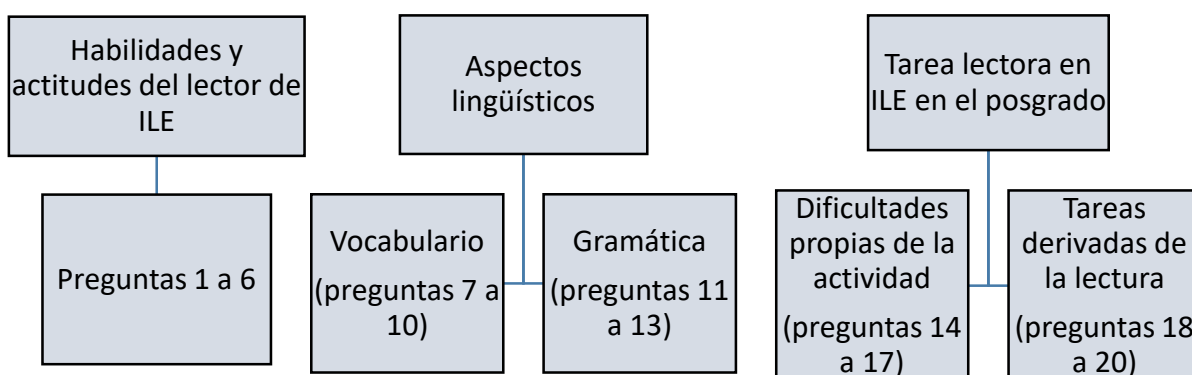 Habilidades y
actitudes del lector de
ILE
Preguntas 1 a 6
Aspectos
lingüísticos
Vocabulario
(preguntas 7 a
10)
Gramática
(preguntas 11
a 13)
Tarea lectora en
ILE en el posgrado
Dificultades
propias de la
actividad
(preguntas 14
a 17)
Tareas
derivadas de
la lectura
(preguntas 18
a 20)